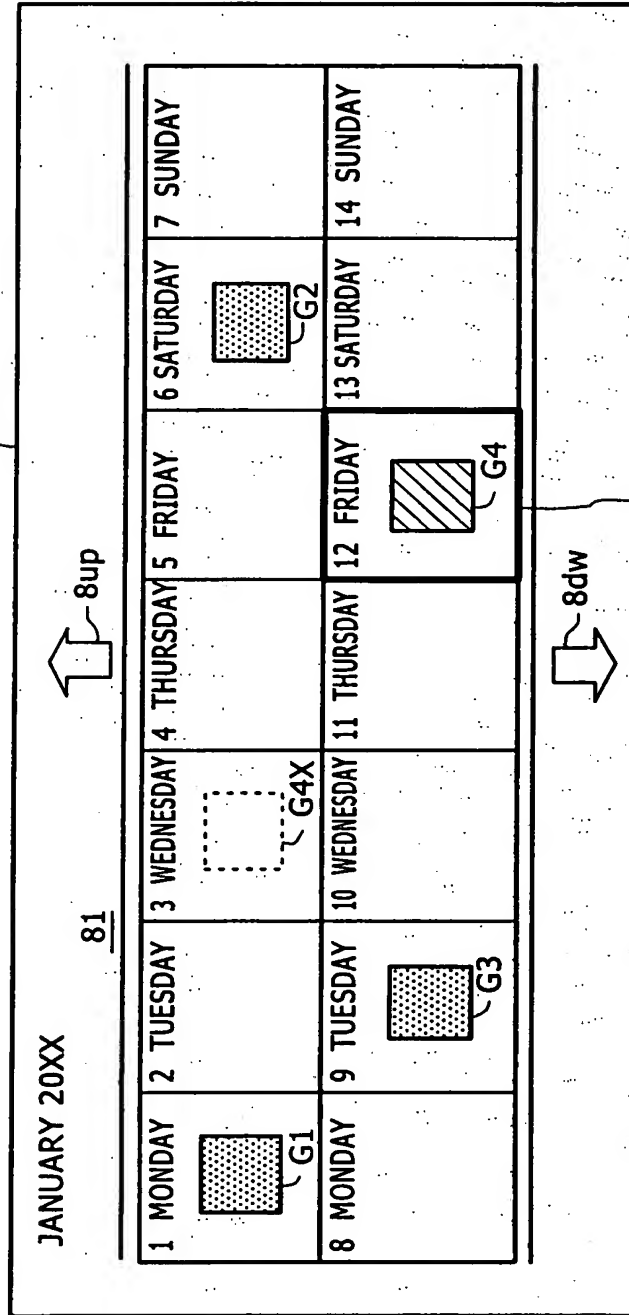 JANUARY 20XX
81
8up
1 MONDAY
2 TUESDAY
3 WEDNESDAY
4 THURSDAY
5 FRIDAY
6 SATURDAY
7 SUNDAY
G1
G4X
G2
8 MONDAY
9 TUESDAY
10 WEDNESDAY
11 THURSDAY
12 FRIDAY
13 SATURDAY
14 SUNDAY
G3
G4
8dw